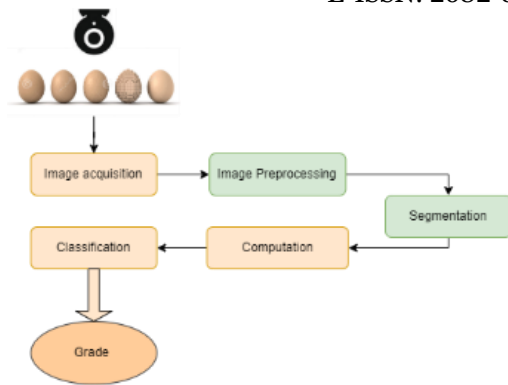 Image acquisition
Image Preprocessing
Segmentation
Computation
Classification
Grade